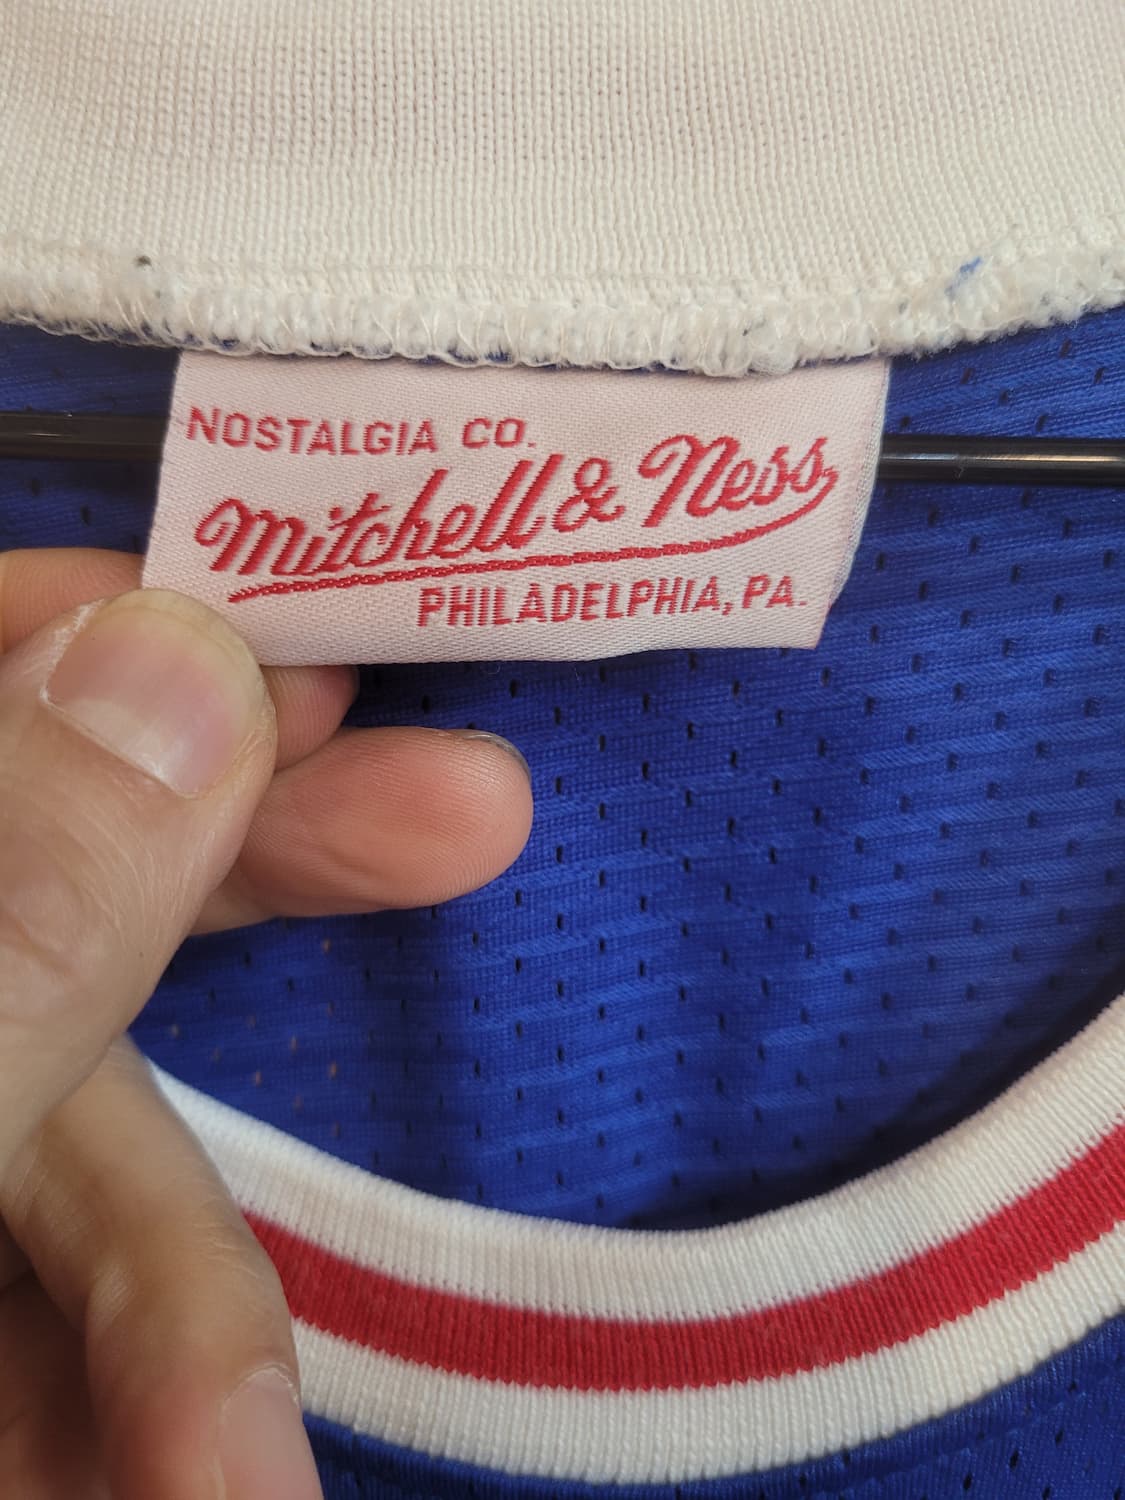 NOSTALGIA CO.
Mitchell & Ness
PHILADELPHIA, PA.